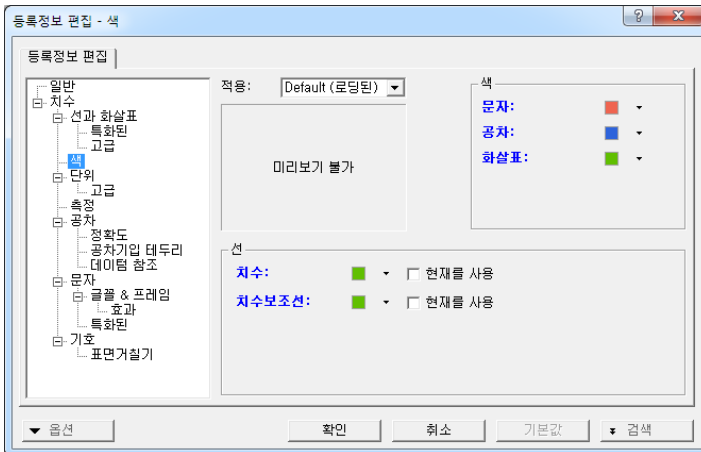 등록정보 편집 - 색
등록정보 편집
일반
치수
선과 화살표
특화된
고급
색
단위
고급
측정
공차
정확도
공차기입 테두리
데이텀 참조
문자
글꼴 & 프레임
효과
특화된
기호
표면거칠기
적용: Default (로딩된)
미리보기 불가
색
문자:
공차:
화살표:
선
치수: 현재를 사용
치수보조선: 현재를 사용
옵션 확인 취소 기본값 검색